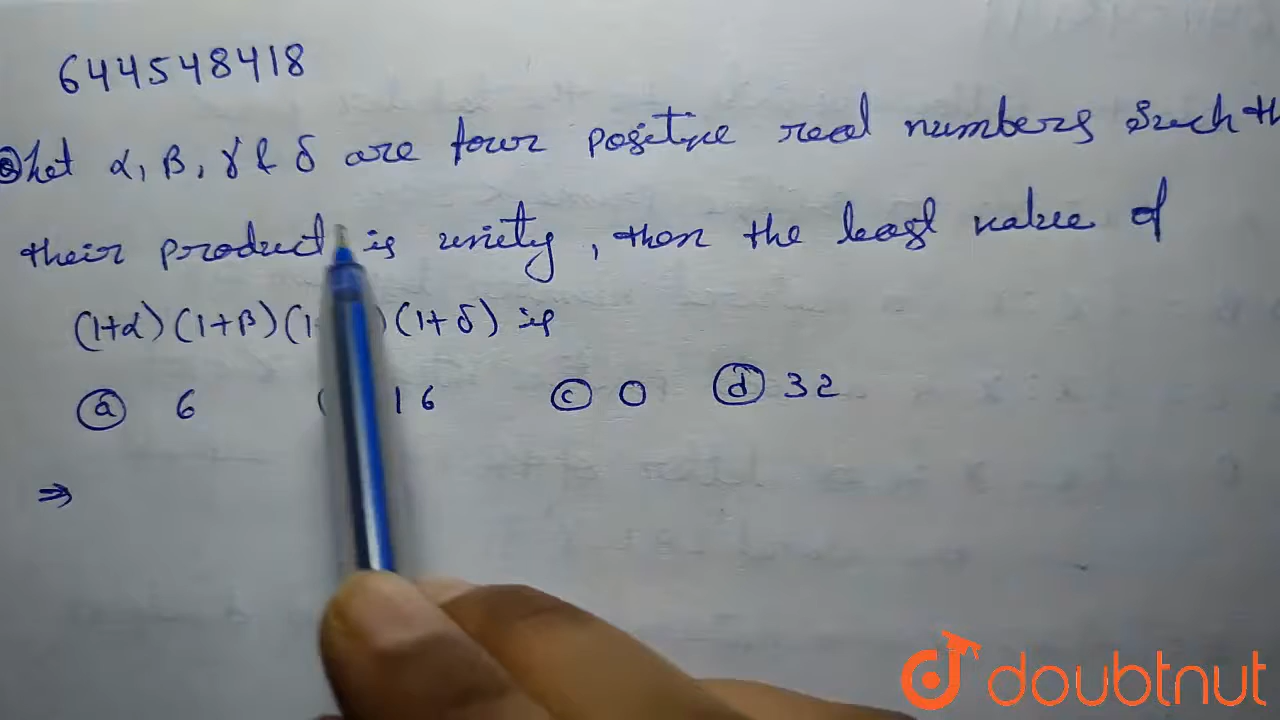 644548418
Let α, β, γ & δ are four positive real numbers such th
their product is unity, then the least value of
(1+α)(1+β)(1+ )(1+δ) is
(a) 6 ( 16 (c) 0 (d) 32
⇒
doubtnut